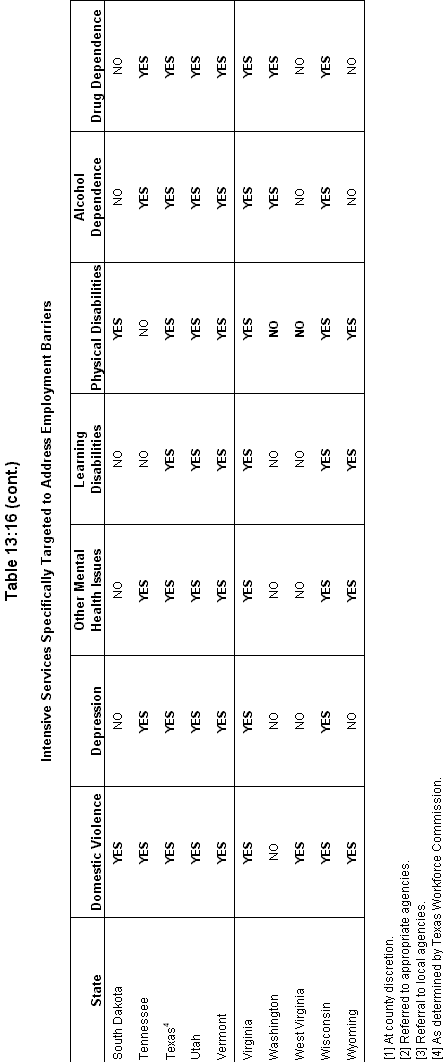 Table 13:16 (cont.)
Intensive Services Specifically Targeted to Address Employment Barriers
State Domestic Violence Depression Other Mental Health Issues Learning Disabilities Physical Disabilities Alcohol Dependence Drug Dependence
South Dakota YES NO NO NO YES NO NO
Tennessee YES YES YES NO NO YES YES
Texas4 YES YES YES YES YES YES YES
Utah YES YES YES YES YES YES YES
Vermont YES YES YES YES YES YES YES
Virginia YES YES YES YES YES YES YES
Washington NO NO NO NO NO YES YES
West Virginia YES NO NO NO NO NO NO
Wisconsin YES YES YES YES YES YES YES
Wyoming YES NO YES YES YES NO NO
[1] At county discretion.
[2] Referred to appropriate agencies.
[3] Referral to local agencies.
[4] As determined by Texas Workforce Commission.